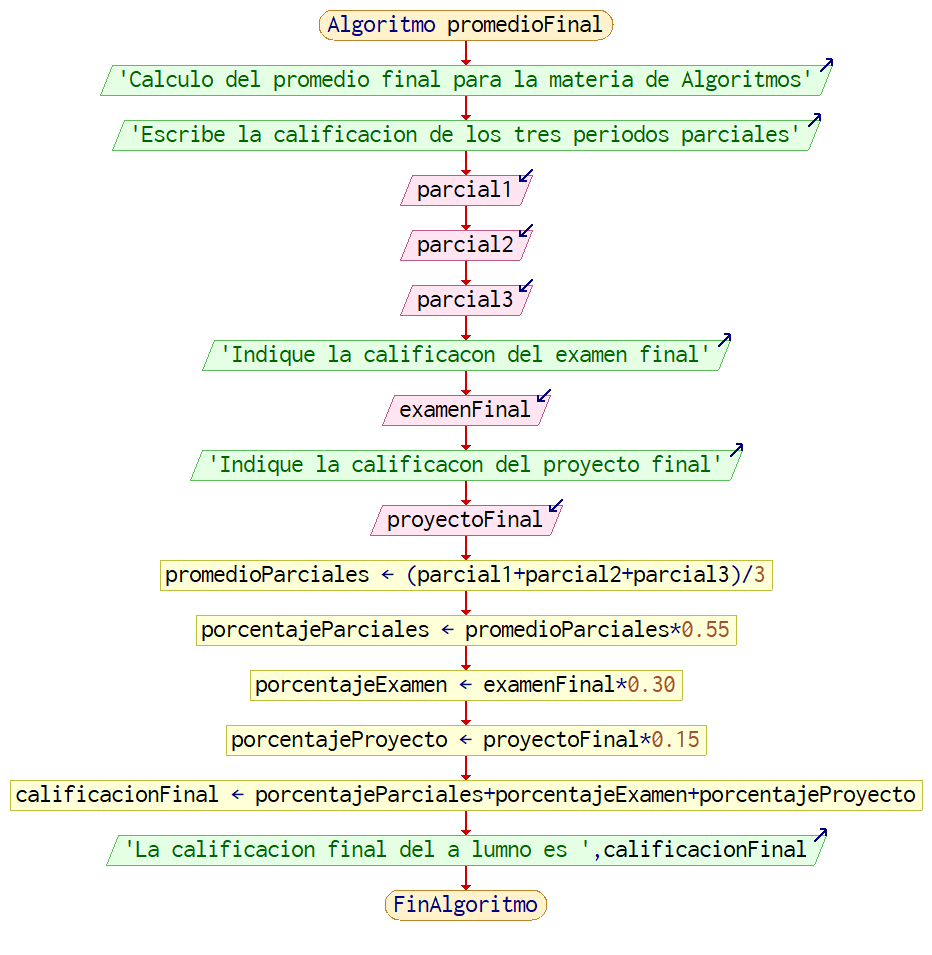 Algoritmo promedioFinal
'Calculo del promedio final para la materia de Algoritmos'
'Escribe la calificacion de los tres periodos parciales'
parcial1
parcial2
parcial3
'Indique la calificacon del examen final'
examenFinal
'Indique la calificacon del proyecto final'
proyectoFinal
promedioParciales ← (parcial1+parcial2+parcial3)/3
porcentajeParciales ← promedioParciales*0.55
porcentajeExamen ← examenFinal*0.30
porcentajeProyecto ← proyectoFinal*0.15
calificacionFinal ← porcentajeParciales+porcentajeExamen+porcentajeProyecto
'La calificacion final del a lumno es ',calificacionFinal
FinAlgoritmo